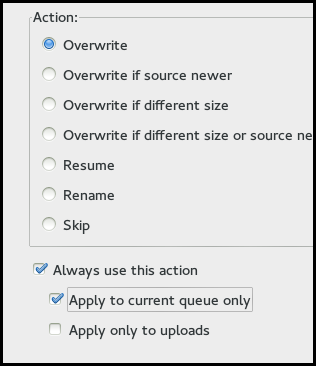 Action:
Overwrite
Overwrite if source newer
Overwrite if different size
Overwrite if different size or source ne
Resume
Rename
Skip
Always use this action
Apply to current queue only
Apply only to uploads